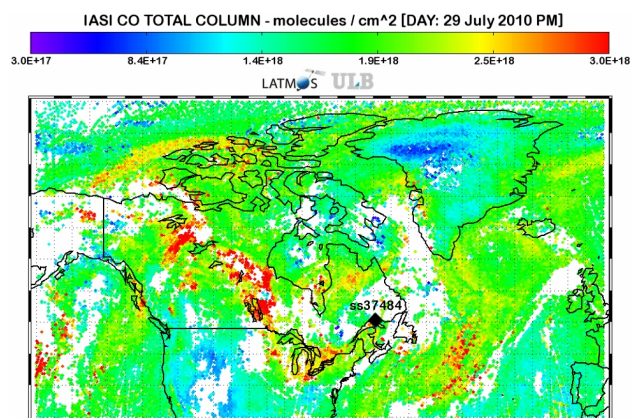 IASI CO TOTAL COLUMN - molecules / cm^2 [DAY: 29 July 2010 PM]
3.0E+17 8.4E+17 1.4E+18 1.9E+18 2.5E+18 3.0E+18
LATMOS ULB
ss37484